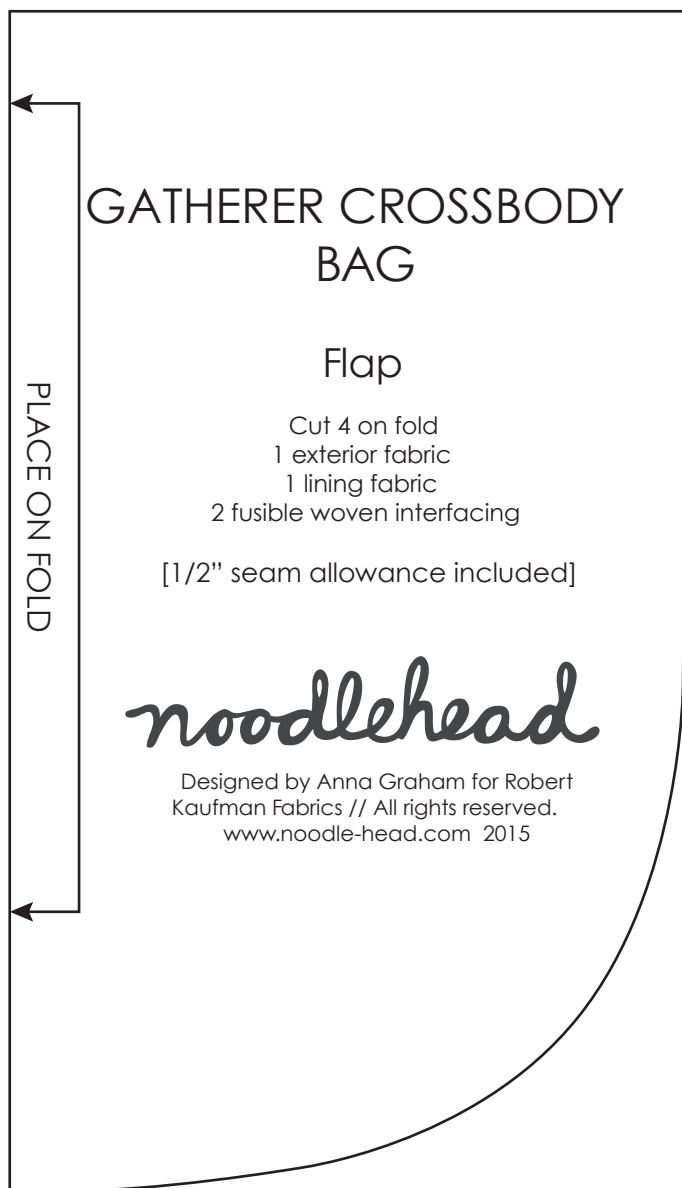 GATHERER CROSSBODY
BAG
Flap
Cut 4 on fold
1 exterior fabric
1 lining fabric
2 fusible woven interfacing
[1/2” seam allowance included]
PLACE ON FOLD
noodlehead
Designed by Anna Graham for Robert
Kaufman Fabrics // All rights reserved.
www.noodle-head.com 2015